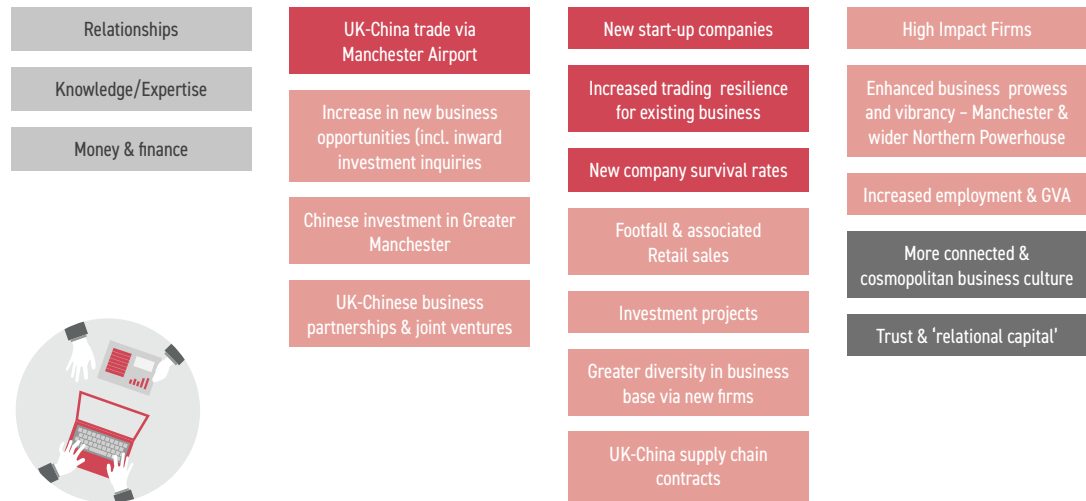 Relationships
Knowledge/Expertise
Money & finance
UK-China trade via
Manchester Airport
Increase in new business
opportunities (incl. inward
investment inquiries
Chinese investment in Greater
Manchester
UK-Chinese business
partnerships & joint ventures
New start-up companies
Increased trading resilience
for existing business
New company survival rates
Footfall & associated
Retail sales
Investment projects
Greater diversity in business
base via new firms
UK-China supply chain
contracts
High Impact Firms
Enhanced business prowess
and vibrancy – Manchester &
wider Northern Powerhouse
Increased employment & GVA
More connected &
cosmopolitan business culture
Trust & ‘relational capital’